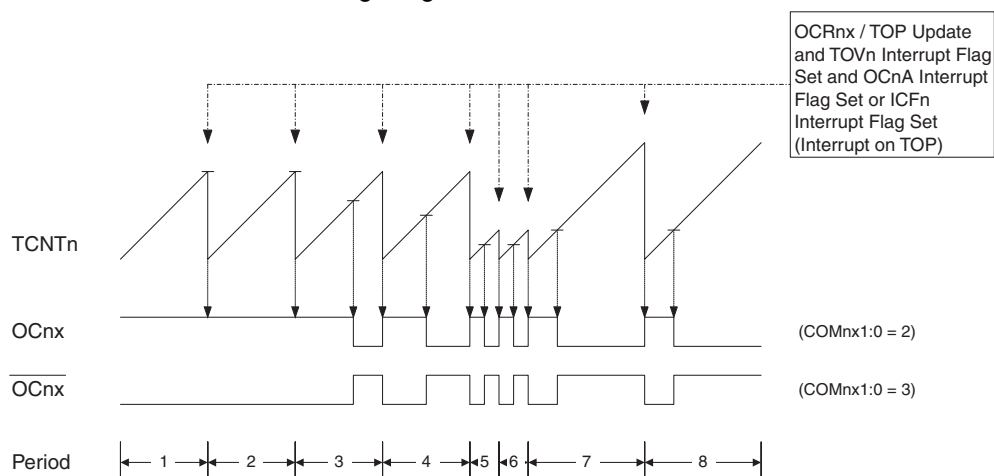 OCRnx / TOP Update
and TOVn Interrupt Flag
Set and OCnA Interrupt
Flag Set or ICFn
Interrupt Flag Set
(Interrupt on TOP)
TCNTn
OCnx (COMnx1:0 = 2)
OCnx (COMnx1:0 = 3)
Period 1 2 3 4 5 6 7 8